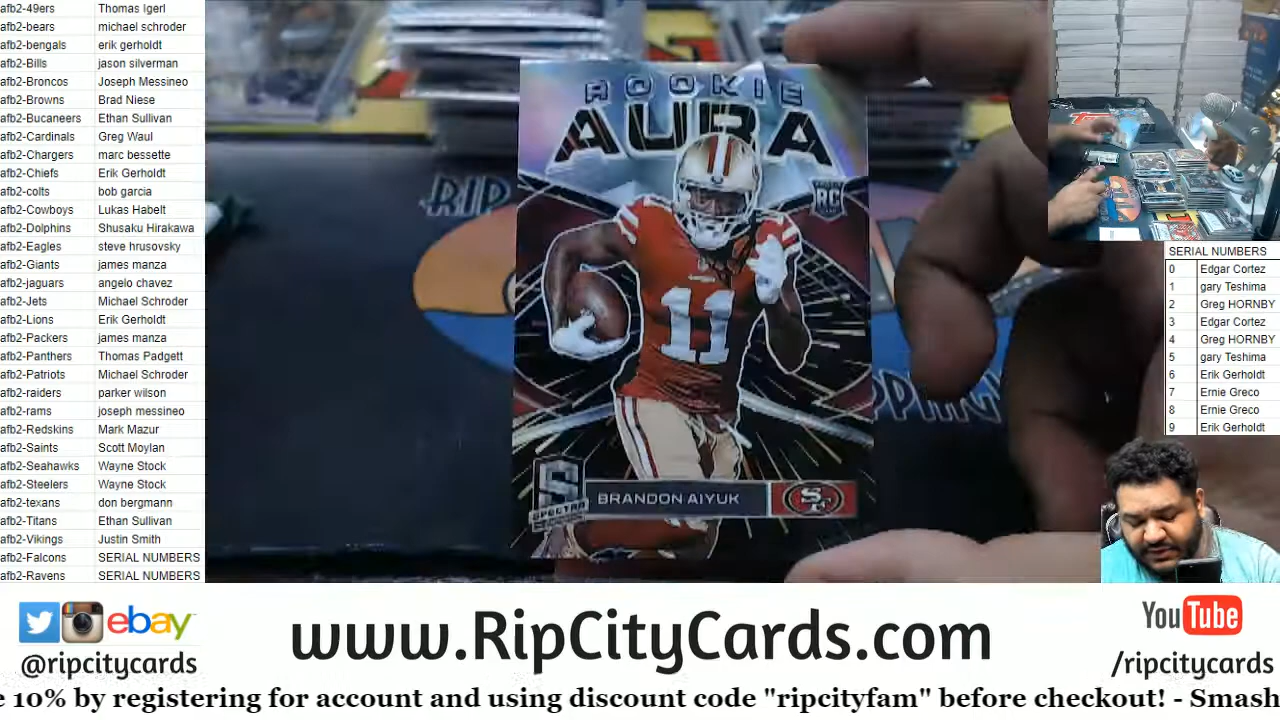 afb2-49ers Thomas Igerl
afb2-bears michael schroder
afb2-bengals erik gerholdt
afb2-Bills jason silverman
afb2-Broncos Joseph Messineo
afb2-Browns Brad Niese
afb2-Bucaneers Ethan Sullivan
afb2-Cardinals Greg Waul
afb2-Chargers marc bessette
afb2-Chiefs Erik Gerholdt
afb2-colts bob garcia
afb2-Cowboys Lukas Habelt
afb2-Dolphins Shusaku Hirakawa
afb2-Eagles steve hrusovsky
afb2-Giants james manza
afb2-jaguars angelo chavez
afb2-Jets Michael Schroder
afb2-Lions Erik Gerholdt
afb2-Packers james manza
afb2-Panthers Thomas Padgett
afb2-Patriots Michael Schroder
afb2-raiders parker wilson
afb2-rams joseph messineo
afb2-Redskins Mark Mazur
afb2-Saints Scott Moylan
afb2-Seahawks Wayne Stock
afb2-Steelers Wayne Stock
afb2-texans don bergmann
afb2-Titans Ethan Sullivan
afb2-Vikings Justin Smith
afb2-Falcons SERIAL NUMBERS
afb2-Ravens SERIAL NUMBERS
ROOKIE
AURA
RC
RIP
11
SPECTRA
BRANDON AIYUK
SF
SERIAL NUMBERS
0 Edgar Cortez
1 gary Teshima
2 Greg HORNBY
3 Edgar Cortez
4 Greg HORNBY
5 gary Teshima
6 Erik Gerholdt
7 Ernie Greco
8 Ernie Greco
9 Erik Gerholdt
ebay
@ripcitycards
www.RipCityCards.com
YouTube
/ripcitycards
e 10% by registering for account and using discount code "ripcityfam" before checkout! - Smash